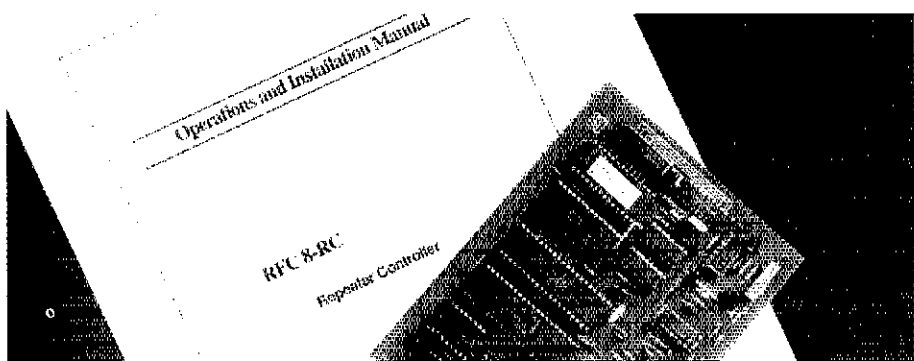 Operations and Installation Manual
RFC 8-RC
Repeater Controller